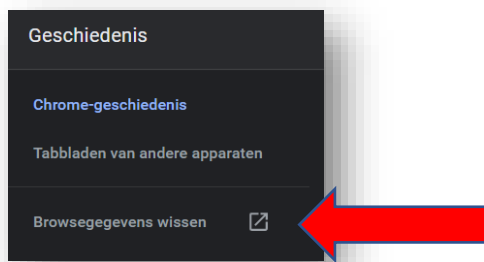 Geschiedenis
Chrome-geschiedenis
Tabbladen van andere apparaten
Browsegegevens wissen